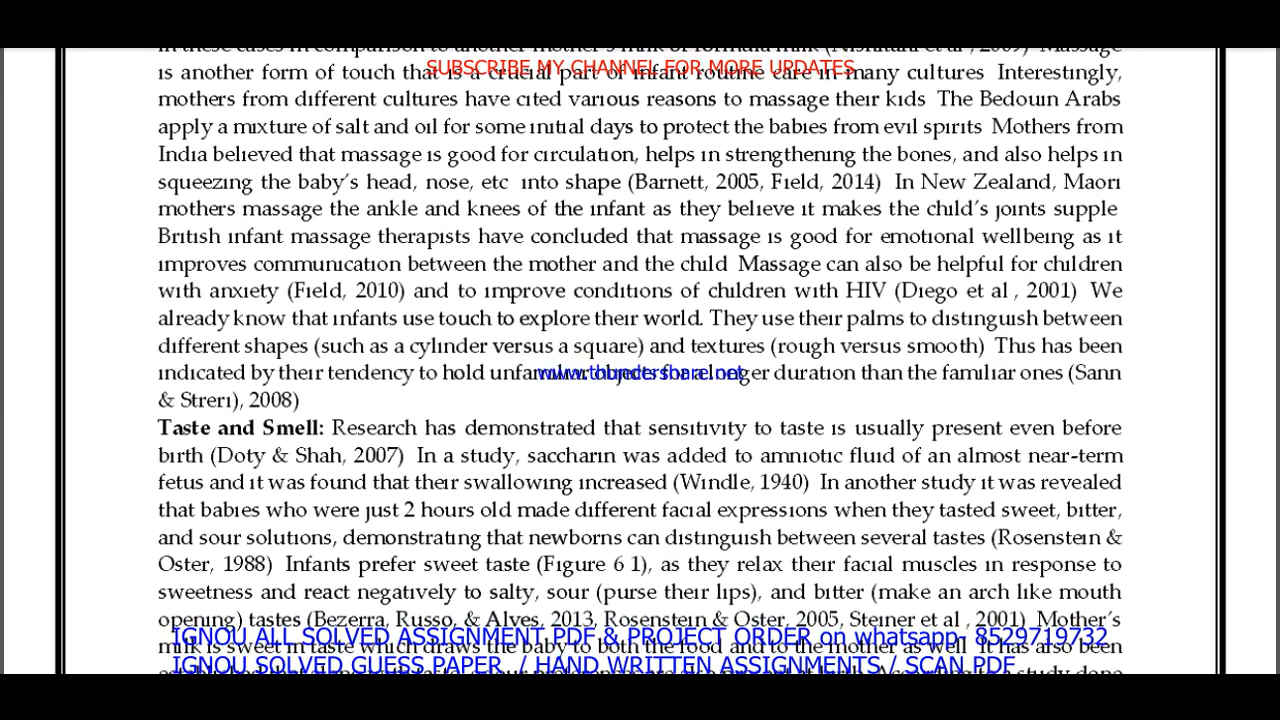 in these cases in comparison to another mother's milk or formula milk (Nishitani et al , 2009) Massage
SUBSCRIBE MY CHANNEL FOR MORE UPDATES
is another form of touch that is a crucial part of infant routine care in many cultures Interestingly,
mothers from different cultures have cited various reasons to massage their kids The Bedouin Arabs
apply a mixture of salt and oil for some initial days to protect the babies from evil spirits Mothers from
India believed that massage is good for circulation, helps in strengthening the bones, and also helps in
squeezing the baby's head, nose, etc into shape (Barnett, 2005, Field, 2014) In New Zealand, Maori
mothers massage the ankle and knees of the infant as they believe it makes the child's joints supple
British infant massage therapists have concluded that massage is good for emotional wellbeing as it
improves communication between the mother and the child Massage can also be helpful for children
with anxiety (Field, 2010) and to improve conditions of children with HIV (Diego et al , 2001) We
already know that infants use touch to explore their world. They use their palms to distinguish between
different shapes (such as a cylinder versus a square) and textures (rough versus smooth) This has been
indicated by their tendency to hold unfamiliar objects for a longer duration than the familiar ones (Sann
& Streri), 2008)
Taste and Smell: Research has demonstrated that sensitivity to taste is usually present even before
birth (Doty & Shah, 2007) In a study, saccharin was added to amniotic fluid of an almost near-term
fetus and it was found that their swallowing increased (Windle, 1940) In another study it was revealed
that babies who were just 2 hours old made different facial expressions when they tasted sweet, bitter,
and sour solutions, demonstrating that newborns can distinguish between several tastes (Rosenstein &
Oster, 1988) Infants prefer sweet taste (Figure 6 1), as they relax their facial muscles in response to
sweetness and react negatively to salty, sour (purse their lips), and bitter (make an arch like mouth
opening) tastes (Bezerra, Russo, & Alves, 2013, Rosenstein & Oster, 2005, Steiner et al , 2001) Mother's
IGNOU ALL SOLVED ASSIGNMENT PDF & PROJECT ORDER on whatsapp- 8529719732
milk is sweet in taste which draws the baby to both the food and to the mother as well It has also been
IGNOU SOLVED GUESS PAPER / HAND WRITTEN ASSIGNMENTS / SCAN PDF